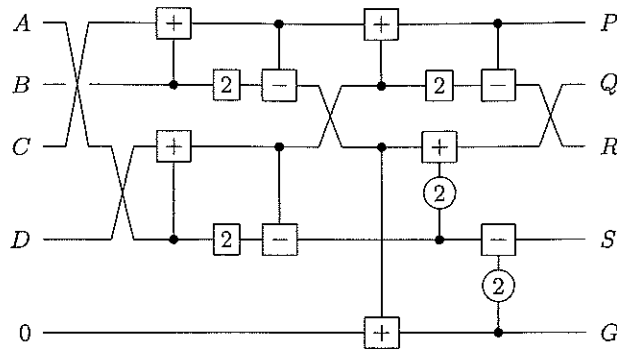 A + + P
B 2 − 2 − Q
C + + R
2
D 2 − − S
2
0 + G